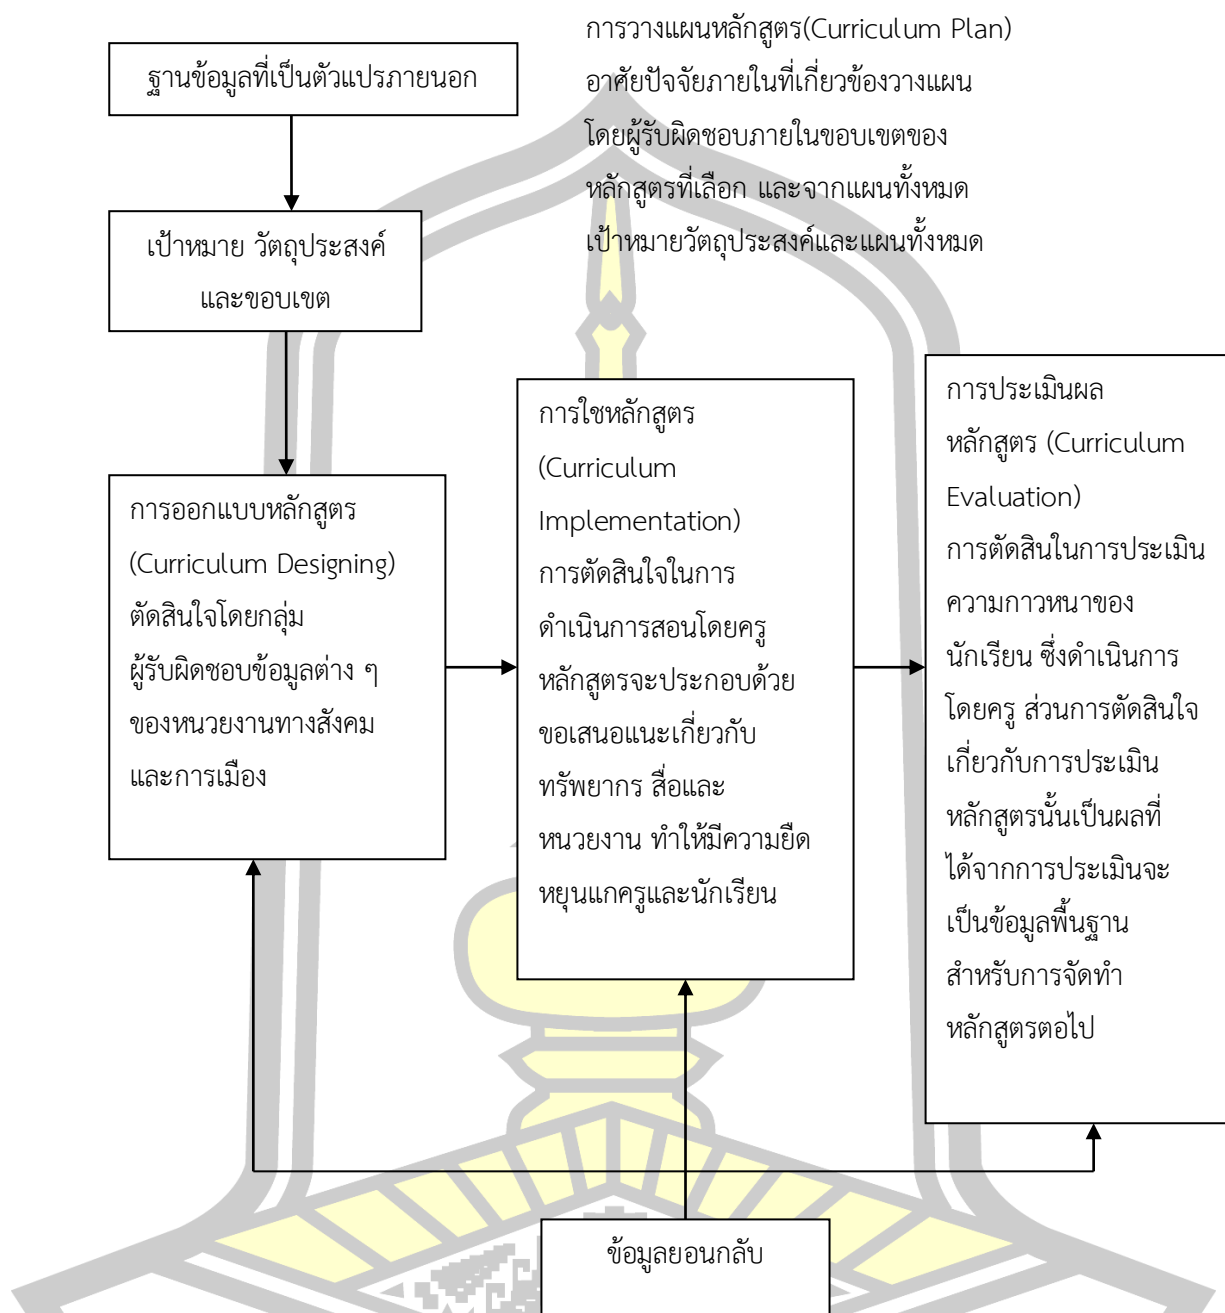 ฐานข้อมูลที่เป็นตัวแปรภายนอก
การวางแผนหลักสูตร(Curriculum Plan)
อาศัยปัจจัยภายในที่เกี่ยวข้องวางแผน
โดยผู้รับผิดชอบภายในขอบเขตของ
หลักสูตรที่เลือก และจากแผนทั้งหมด
เป้าหมายวัตถุประสงค์และแผนทั้งหมด
เป้าหมาย วัตถุประสงค์
และขอบเขต
การออกแบบหลักสูตร
(Curriculum Designing)
ตัดสินใจโดยกลุ่ม
ผู้รับผิดชอบข้อมูลต่าง ๆ
ของหนวยงานทางสังคม
และการเมือง
การใชหลักสูตร
(Curriculum
Implementation)
การตัดสินใจในการ
ดำเนินการสอนโดยครู
หลักสูตรจะประกอบด้วย
ขอเสนอแนะเกี่ยวกับ
ทรัพยากร สื่อและ
หนวยงาน ทำให้มีความยืด
หยุนแกครูและนักเรียน
การประเมินผล
หลักสูตร (Curriculum
Evaluation)
การตัดสินในการประเมิน
ความกาวหนาของ
นักเรียน ซึ่งดำเนินการ
โดยครู ส่วนการตัดสินใจ
เกี่ยวกับการประเมิน
หลักสูตรนั้นเป็นผลที่
ได้จากการประเมินจะ
เป็นข้อมูลพื้นฐาน
สำหรับการจัดทำ
หลักสูตรตอไป
ข้อมูลยอนกลับ